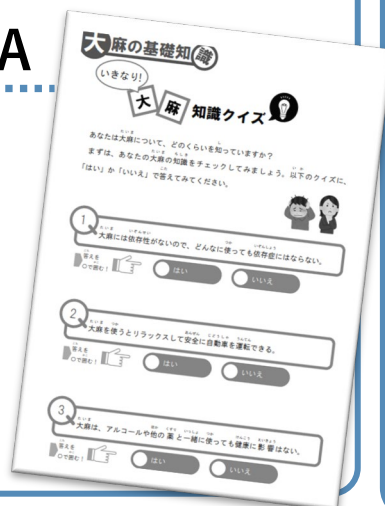 A
大麻の基礎知識
いきなり!
大麻 知識クイズ
あなたは大麻について、どのくらいを知っていますか?
まずは、あなたの大麻の知識をチェックしてみましょう。以下のクイズに、
「はい」か「いいえ」で答えてみてください。
1
大麻には依存性がないので、どんなに使っても依存症にはならない。
答えを
○で囲む!
はい
いいえ
2
大麻を使うとリラックスして安全に自動車を運転できる。
答えを
○で囲む!
はい
いいえ
3
大麻は、アルコールや他の薬と一緒に使っても健康に影響はない。
答えを
○で囲む!
はい
いいえ